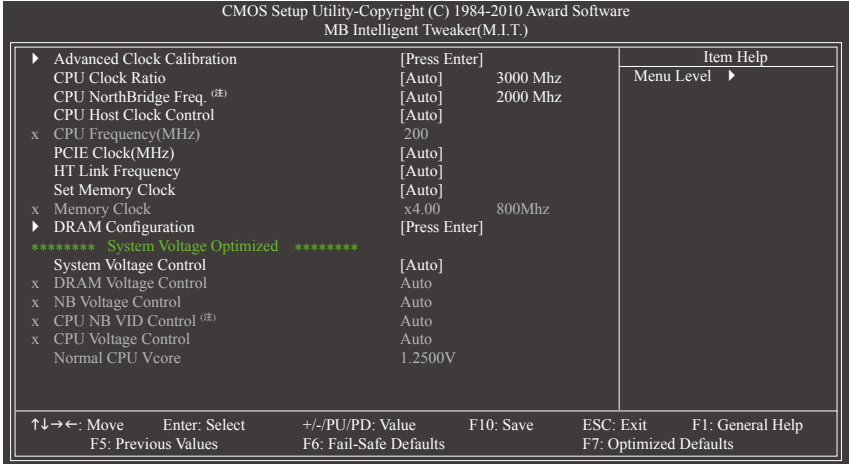 CMOS Setup Utility-Copyright (C) 1984-2010 Award Software
MB Intelligent Tweaker(M.I.T.)
Item Help
Menu Level ▶
▶ Advanced Clock Calibration [Press Enter]
CPU Clock Ratio [Auto] 3000 Mhz
CPU NorthBridge Freq. (注) [Auto] 2000 Mhz
CPU Host Clock Control [Auto]
x CPU Frequency(MHz) 200
PCIE Clock(MHz) [Auto]
HT Link Frequency [Auto]
Set Memory Clock [Auto]
x Memory Clock x4.00 800Mhz
▶ DRAM Configuration [Press Enter]
******** System Voltage Optimized ********
System Voltage Control [Auto]
x DRAM Voltage Control Auto
x NB Voltage Control Auto
x CPU NB VID Control (注) Auto
x CPU Voltage Control Auto
Normal CPU Vcore 1.2500V
↑↓→←: Move Enter: Select +/-/PU/PD: Value F10: Save ESC: Exit F1: General Help
F5: Previous Values F6: Fail-Safe Defaults F7: Optimized Defaults